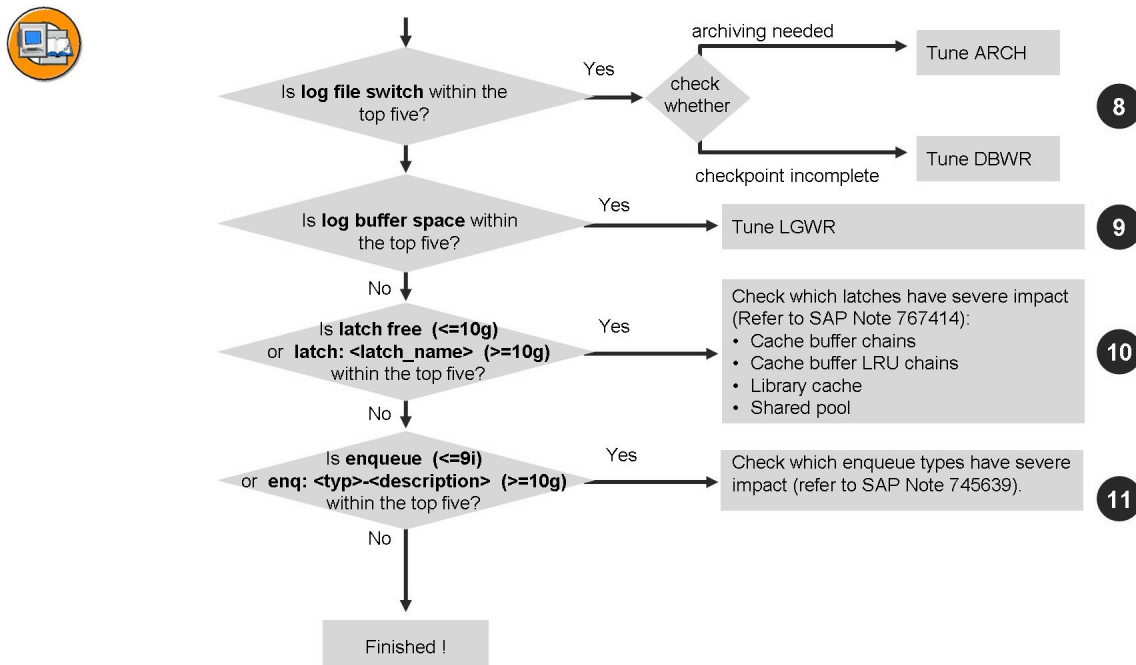 archiving needed
Tune ARCH
Yes
Is log file switch within the
top five?
check
whether
8
Tune DBWR
checkpoint incomplete
Is log buffer space within
the top five?
Yes
Tune LGWR
9
No
Is latch free (<=10g)
or latch: <latch_name> (>=10g)
within the top five?
Yes
Check which latches have severe impact
(Refer to SAP Note 767414):
• Cache buffer chains
• Cache buffer LRU chains
• Library cache
• Shared pool
10
No
Is enqueue (<=9i)
or enq: <typ>-<description> (>=10g)
within the top five?
Yes
Check which enqueue types have severe
impact (refer to SAP Note 745639).
11
No
Finished !